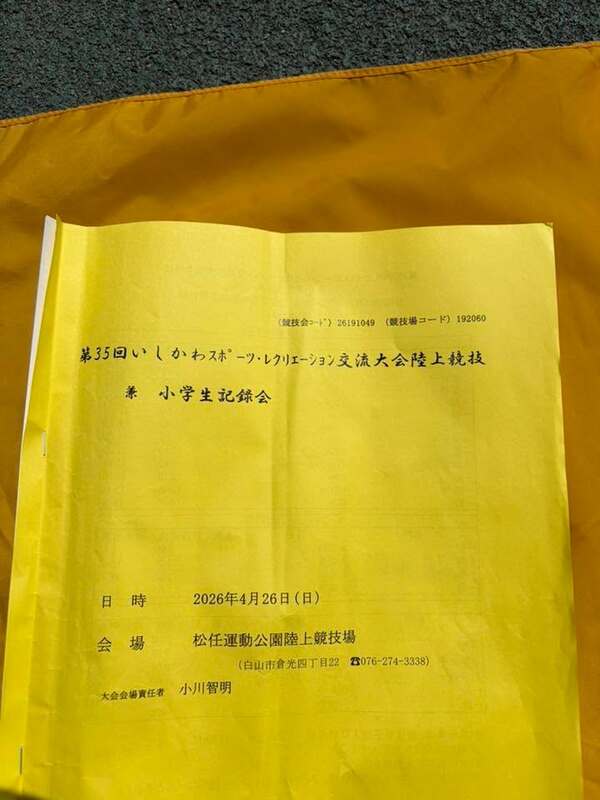 (競技会ｺｰﾄﾞ) 26191049 (競技場コード) 192060
第35回いしかわスポーツ・レクリエーション交流大会陸上競技
兼 小学生記録会
日 時 2026年4月26日(日)
会 場 松任運動公園陸上競技場
(白山市倉光四丁目22 ☎076-274-3338)
大会会場責任者 小川智明